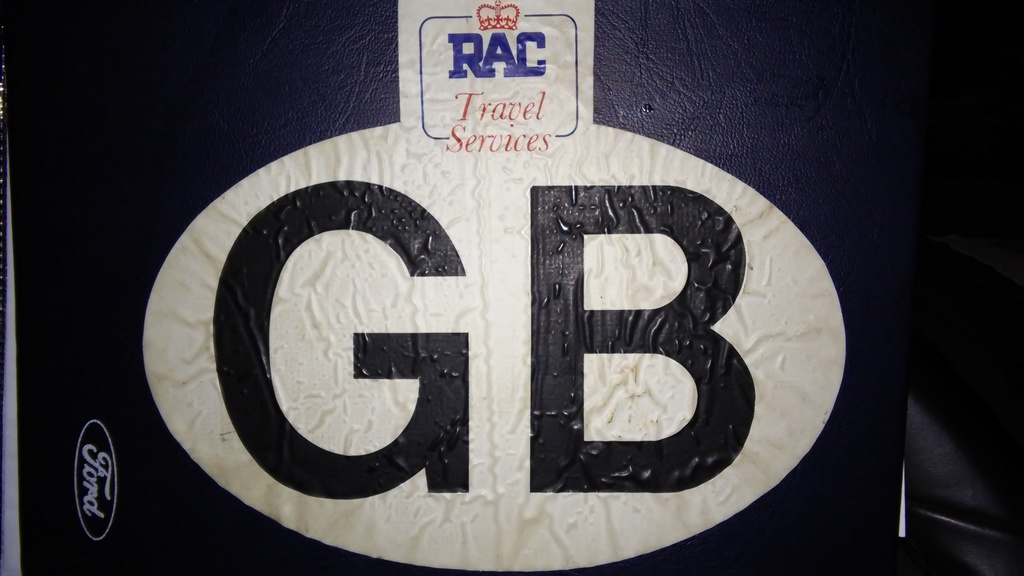 RAC
Travel
Services
GB
Ford